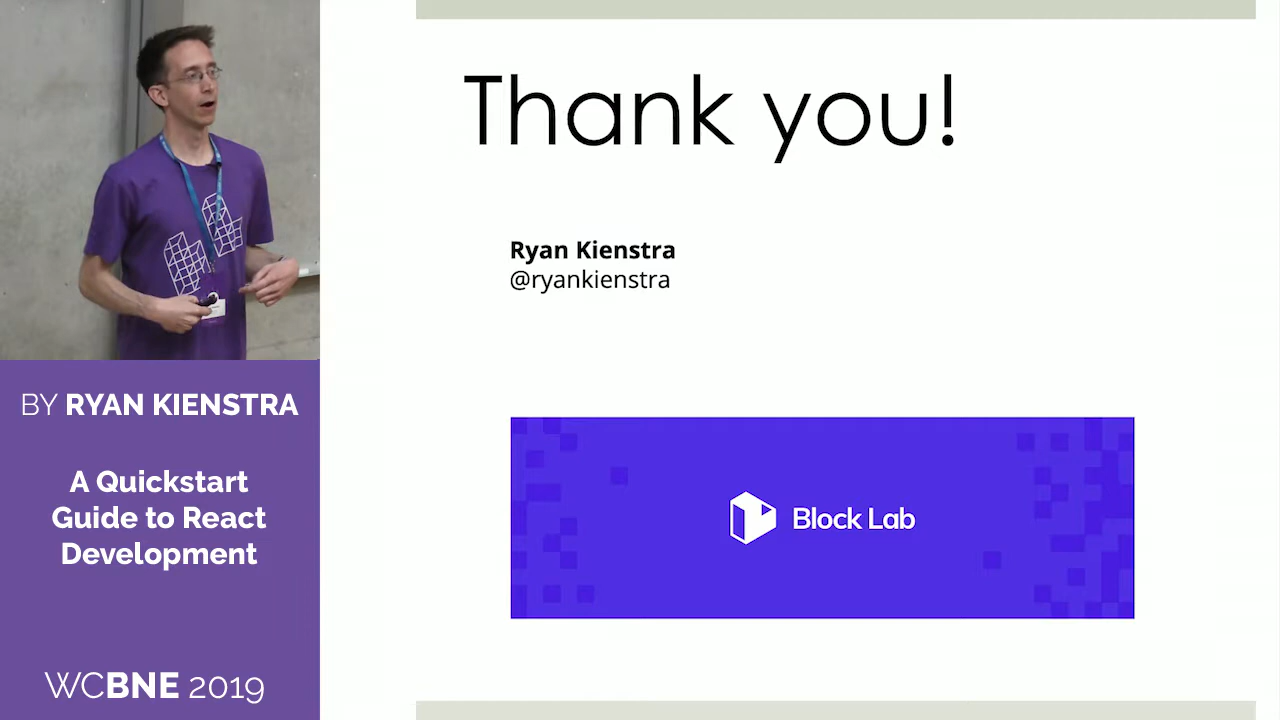 BY RYAN KIENSTRA
A Quickstart
Guide to React
Development
WCBNE 2019
Thank you!
Ryan Kienstra
@ryankienstra
Block Lab